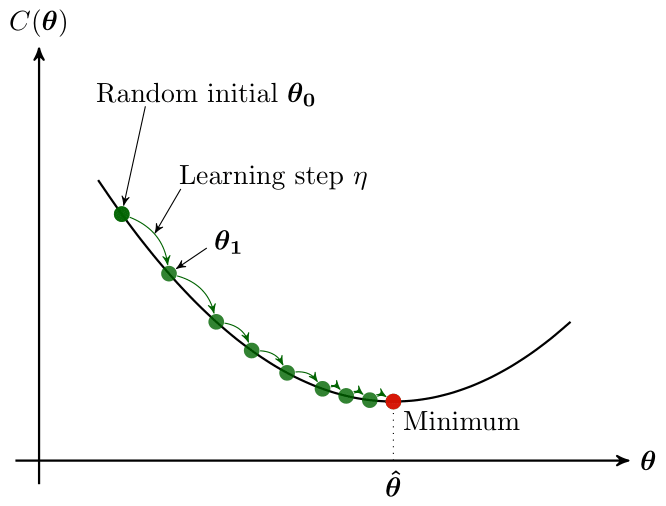 C(θ)
Random initial θ₀
Learning step η
θ₁
Minimum
θ
θ̂